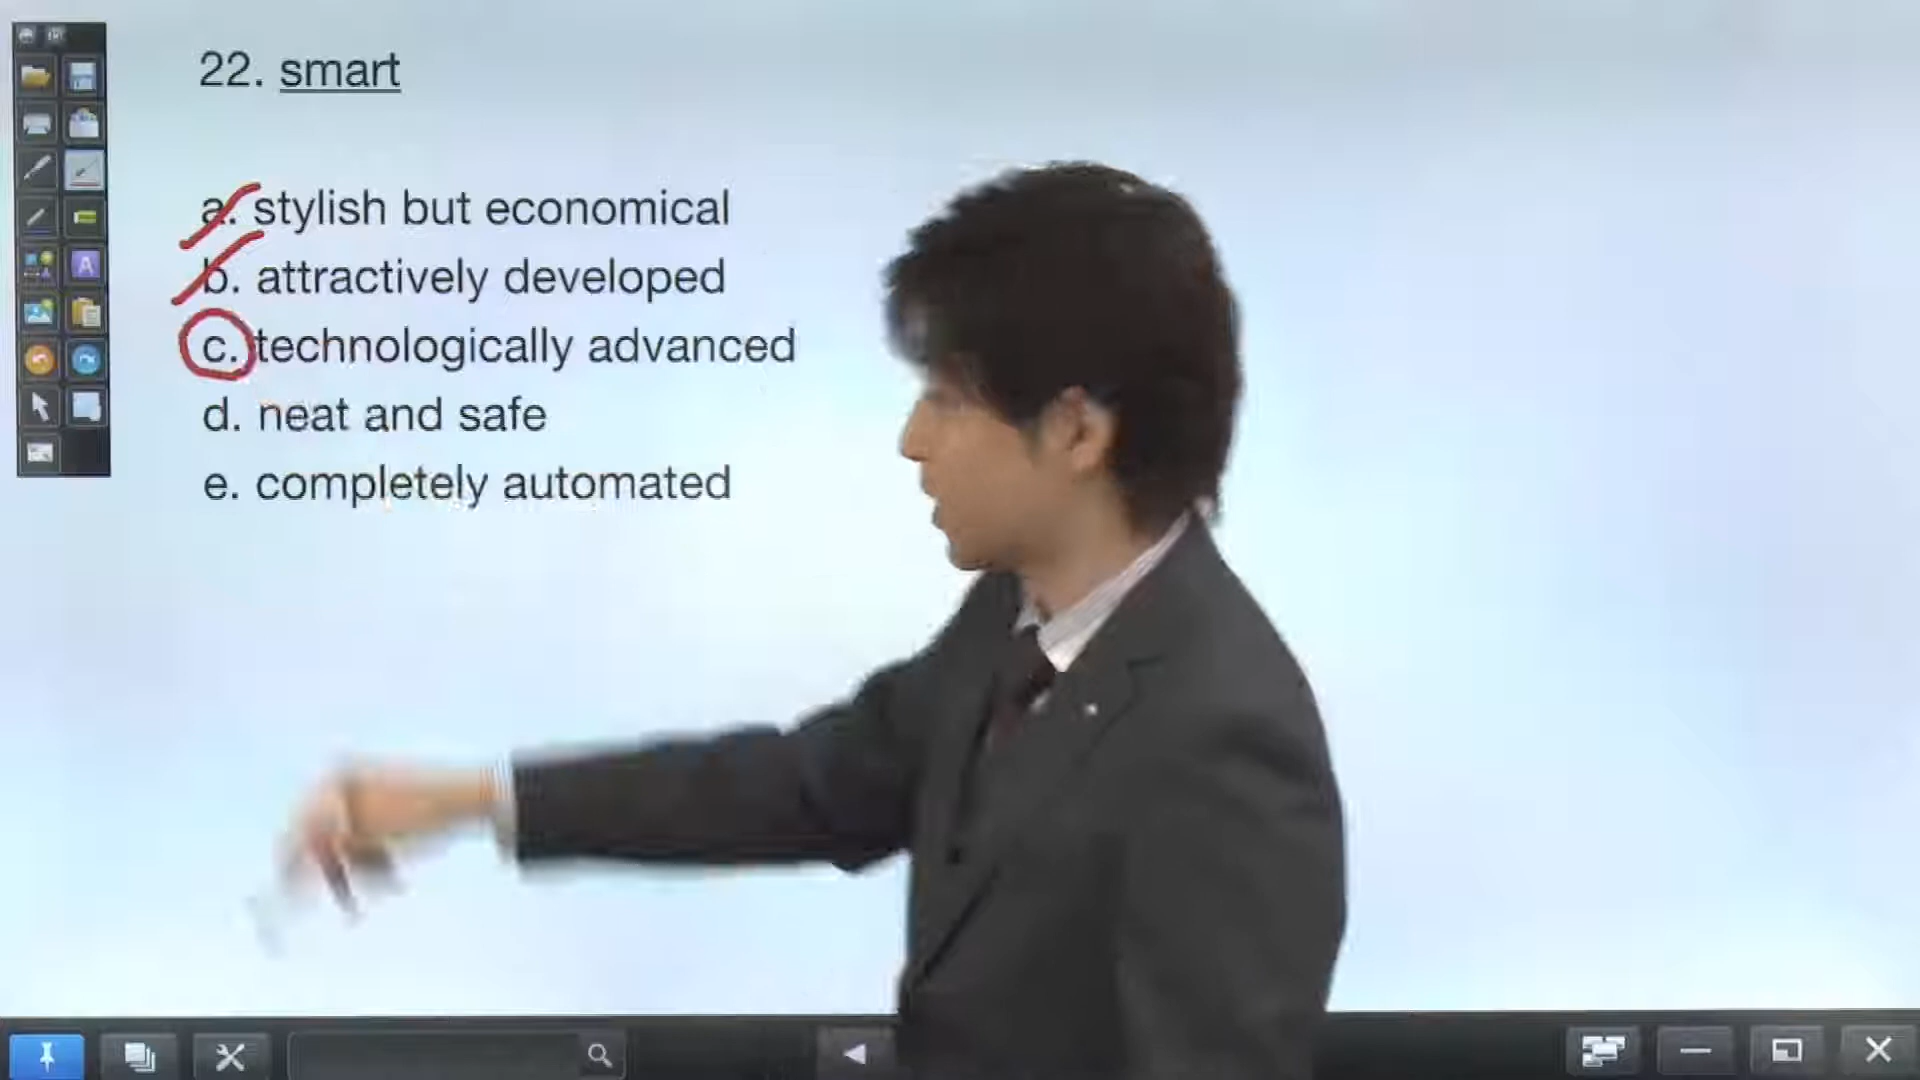 22. smart
a. stylish but economical
b. attractively developed
c. technologically advanced
d. neat and safe
e. completely automated
A